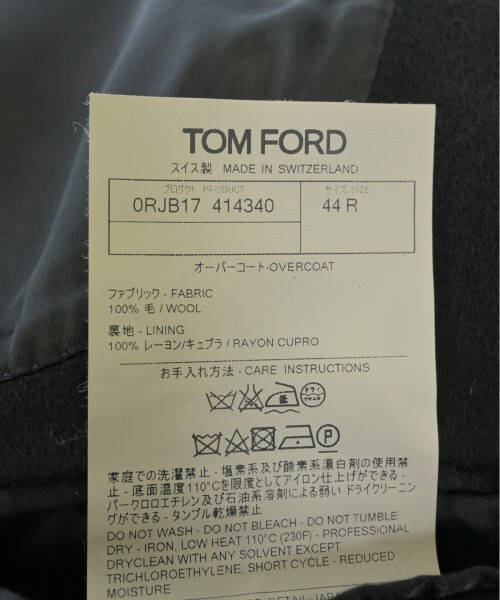 TOM FORD
スイス製 MADE IN SWITZERLAND
プロダクト PRODUCT サイズ SIZE
0RJB17 414340 44 R
オーバーコート-OVERCOAT
ファブリック - FABRIC
100% 毛 / WOOL
裏地 - LINING
100% レーヨン/キュプラ / RAYON CUPRO
お手入れ方法 - CARE INSTRUCTIONS
ドライ
P
家庭での洗濯禁止 - 塩素系及び酸素系漂白剤の使用禁
止 - 底面温度110°Cを限度としてアイロン仕上げができる -
パークロロエチレン及び石油系溶剤による弱い ドライクリーニン
グができる - タンブル乾燥禁止
DO NOT WASH - DO NOT BLEACH - DO NOT TUMBLE
DRY - IRON, LOW HEAT 110°C (230F) - PROFESSIONAL
DRYCLEAN WITH ANY SOLVENT EXCEPT
TRICHLOROETHYLENE, SHORT CYCLE - REDUCED
MOISTURE